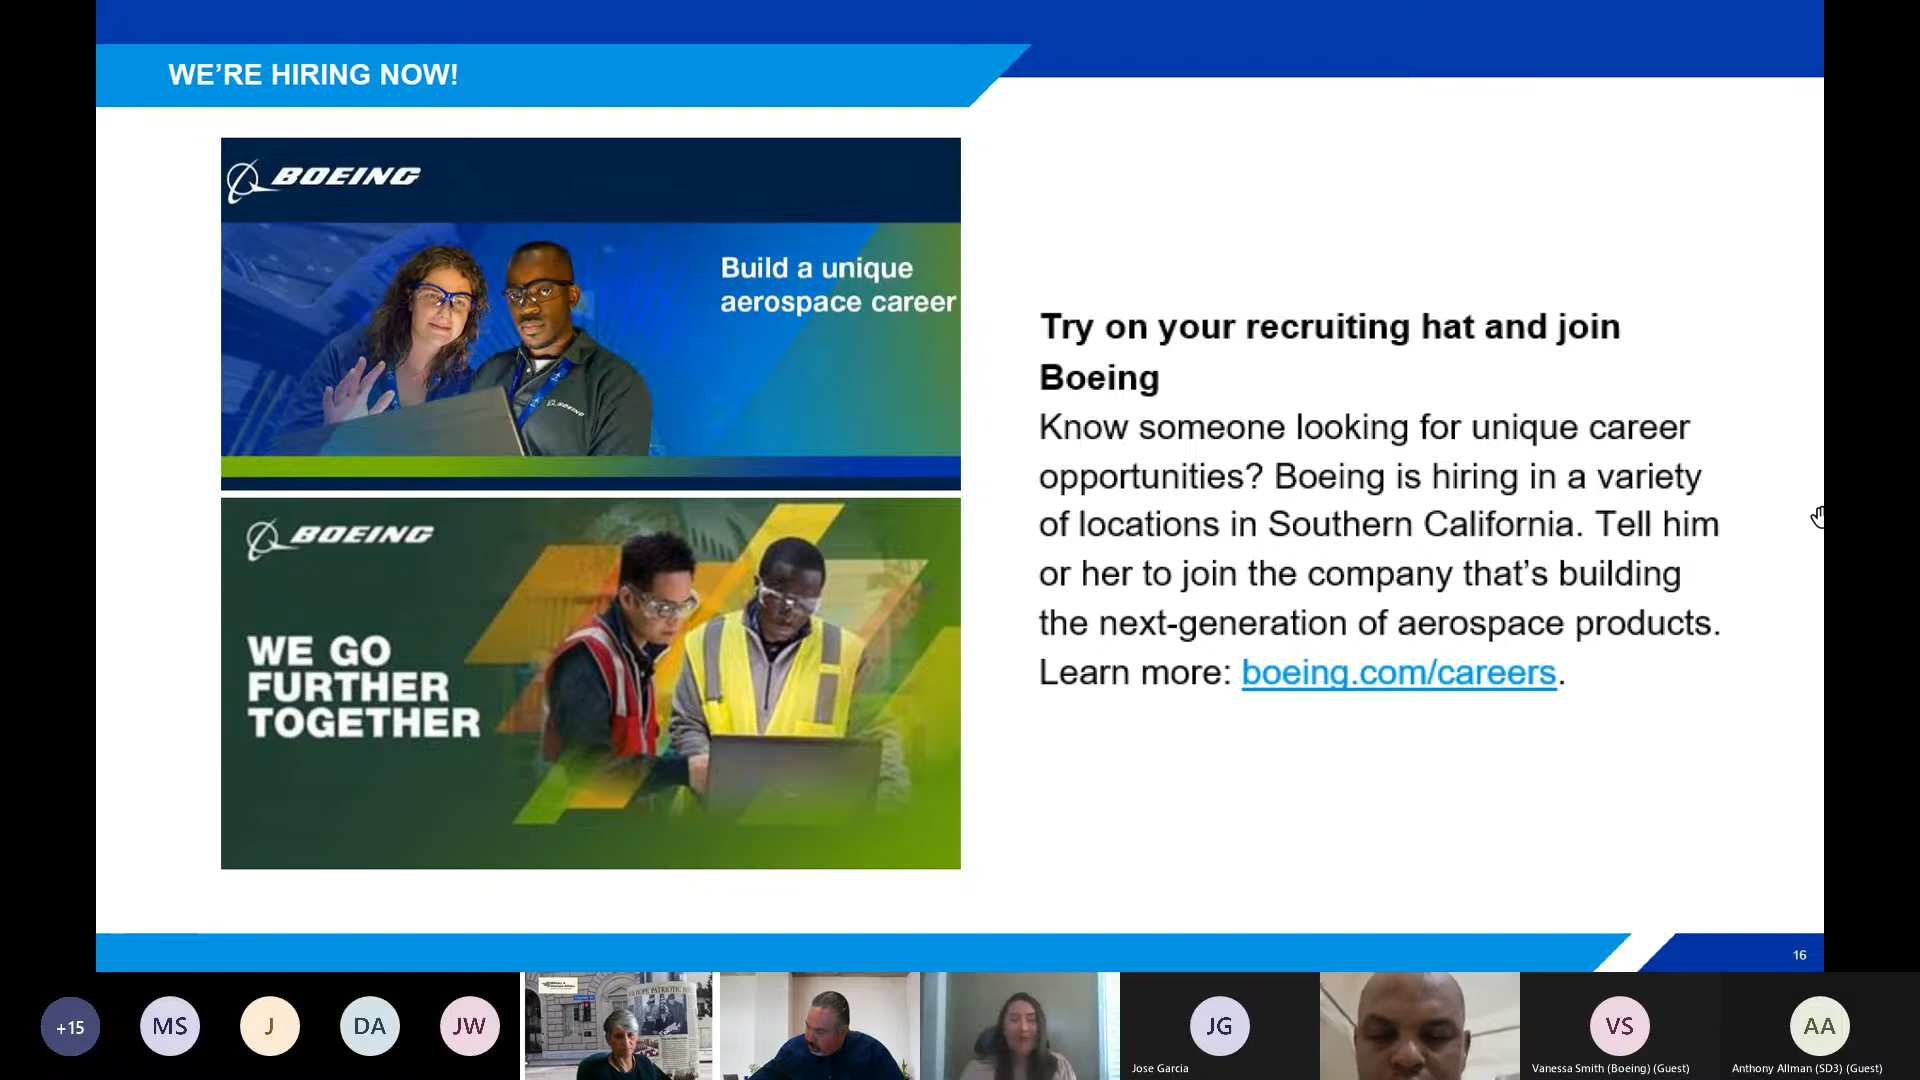 WE’RE HIRING NOW!
BOEING
Build a unique
aerospace career
BOEING
BOEING
WE GO
FURTHER
TOGETHER
Try on your recruiting hat and join
Boeing
Know someone looking for unique career
opportunities? Boeing is hiring in a variety
of locations in Southern California. Tell him
or her to join the company that’s building
the next-generation of aerospace products.
Learn more: boeing.com/careers.
16
+15
MS
J
DA
JW
HOPE PATRIOTIC
JG
Jose Garcia
VS
Vanessa Smith (Boeing) (Guest)
AA
Anthony Allman (SD3) (Guest)